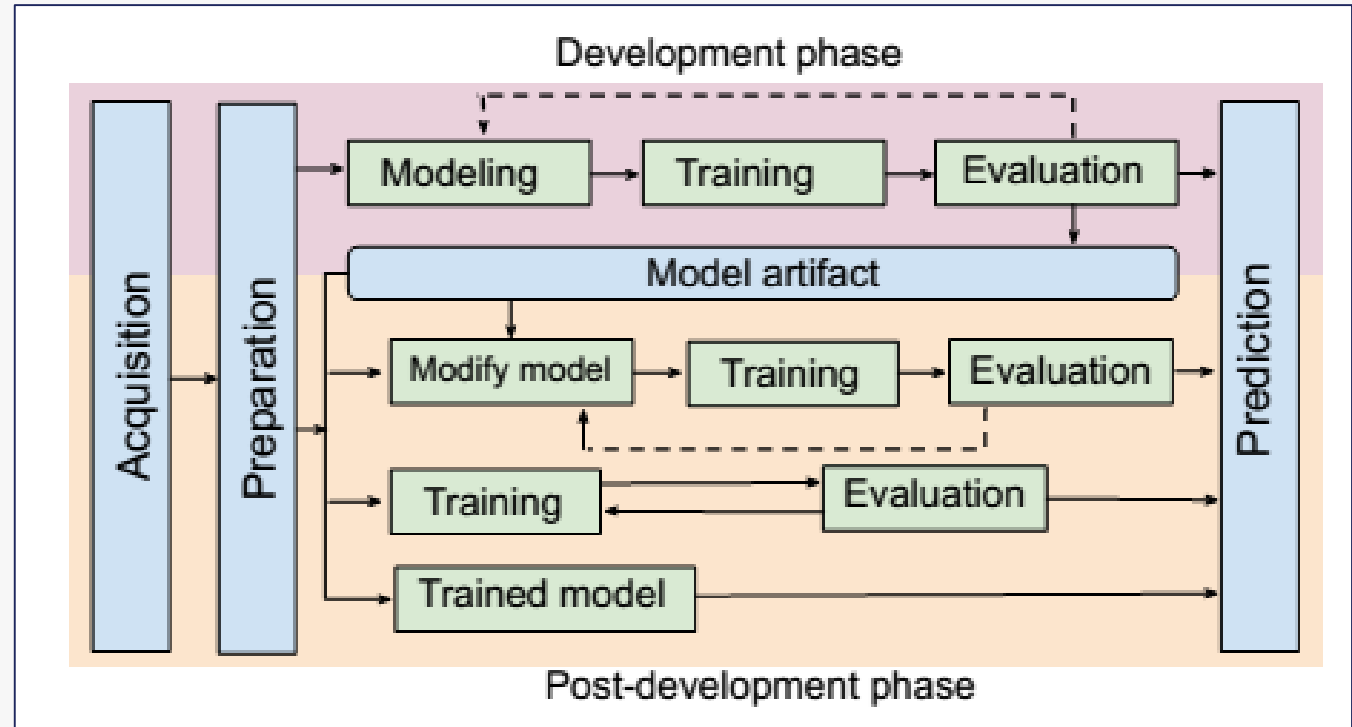 Development phase
Acquisition
Preparation
Modeling
Training
Evaluation
Model artifact
Modify model
Training
Evaluation
Training
Evaluation
Trained model
Prediction
Post-development phase